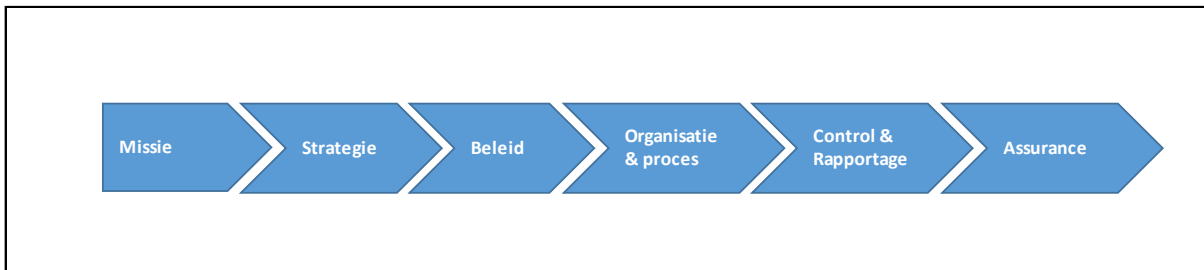 Missie
Strategie
Beleid
Organisatie
& proces
Control &
Rapportage
Assurance